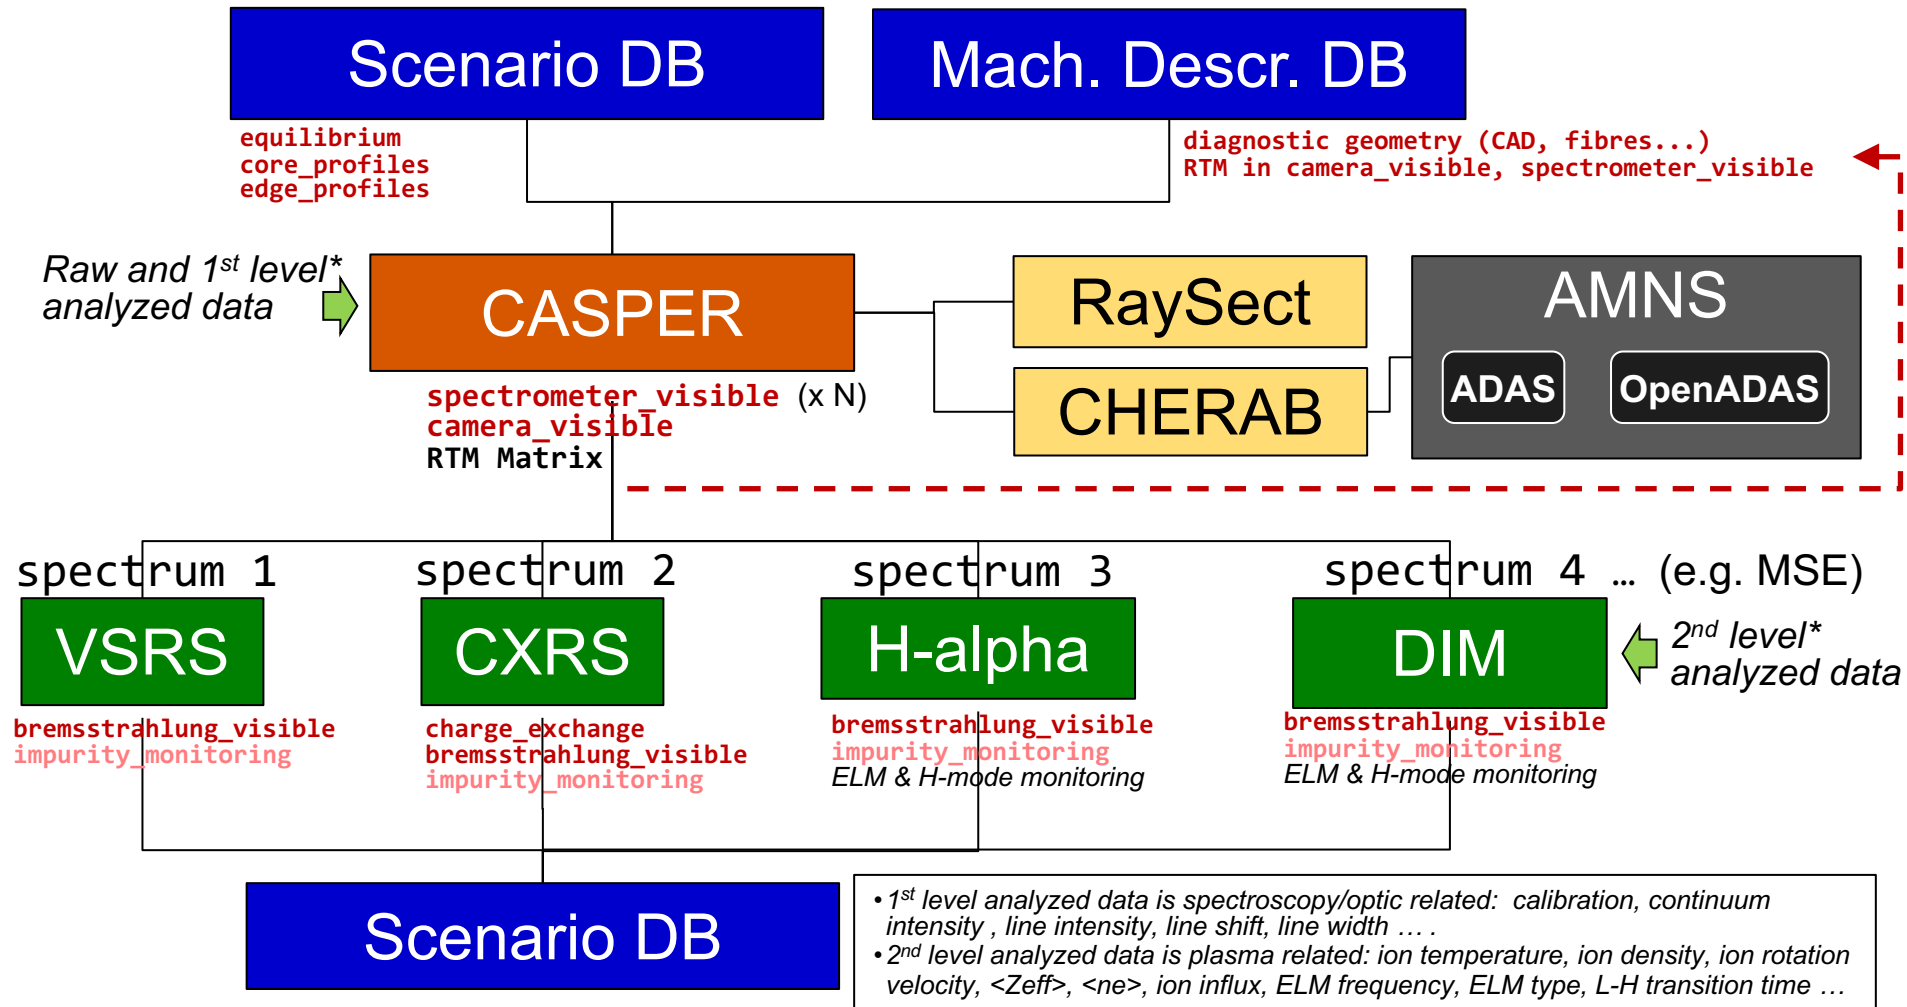 Scenario DB
Mach. Descr. DB
equilibrium
core_profiles
edge_profiles
diagnostic geometry (CAD, fibres...)
RTM in camera_visible, spectrometer_visible
Raw and 1st level*
analyzed data
CASPER
RaySect
CHERAB
AMNS
ADAS
OpenADAS
spectrometer_visible (x N)
camera_visible
RTM Matrix
spectrum 1
spectrum 2
spectrum 3
spectrum 4 … (e.g. MSE)
VSRS
CXRS
H-alpha
DIM
2nd level*
analyzed data
bremsstrahlung_visible
impurity_monitoring
charge_exchange
bremsstrahlung_visible
impurity_monitoring
bremsstrahlung_visible
impurity_monitoring
ELM & H-mode monitoring
bremsstrahlung_visible
impurity_monitoring
ELM & H-mode monitoring
Scenario DB
• 1st level analyzed data is spectroscopy/optic related: calibration, continuum
intensity , line intensity, line shift, line width … .
• 2nd level analyzed data is plasma related: ion temperature, ion density, ion rotation
velocity, <Zeff>, <ne>, ion influx, ELM frequency, ELM type, L-H transition time …